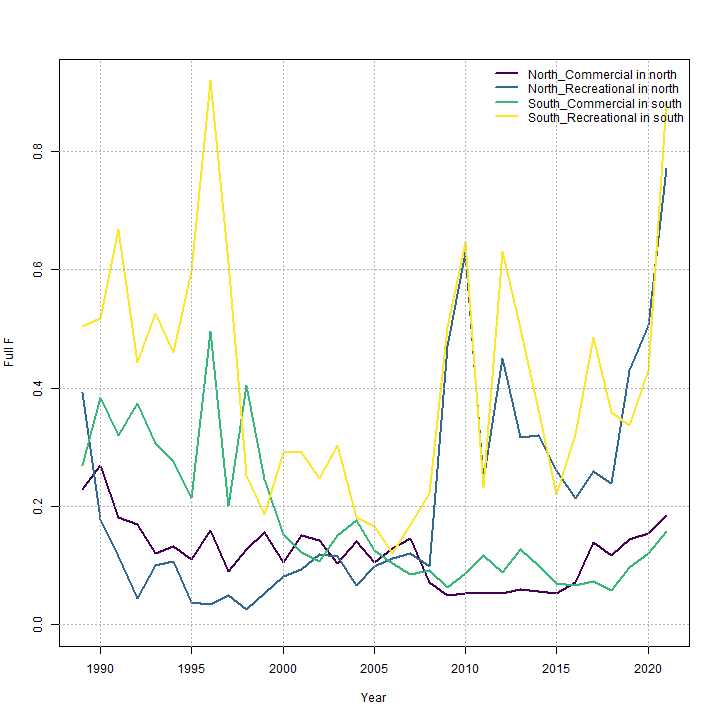 North_Commercial in north
North_Recreational in north
South_Commercial in south
South_Recreational in south
Full F
0.8
0.6
0.4
0.2
0.0
1990 1995 2000 2005 2010 2015 2020
Year